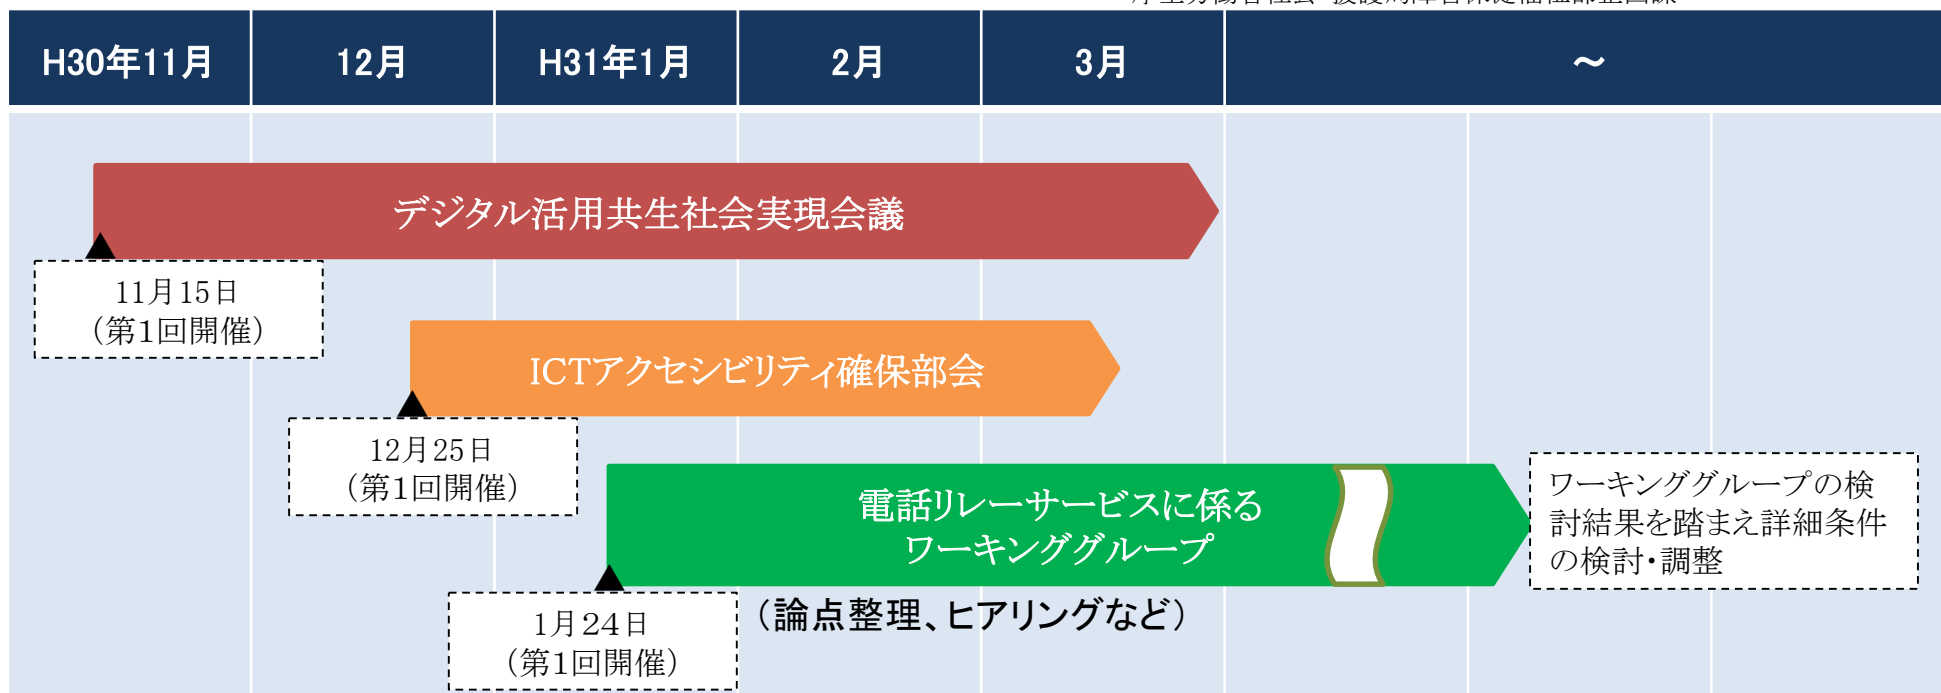 H30年11月
12月
H31年1月
2月
3月
～
デジタル活用共生社会実現会議
11月15日
（第1回開催）
ICTアクセシビリティ確保部会
12月25日
（第1回開催）
電話リレーサービスに係る
ワーキンググループ
ワーキンググループの検
討結果を踏まえ詳細条件
の検討・調整
1月24日
（第1回開催）
（論点整理、ヒアリングなど）